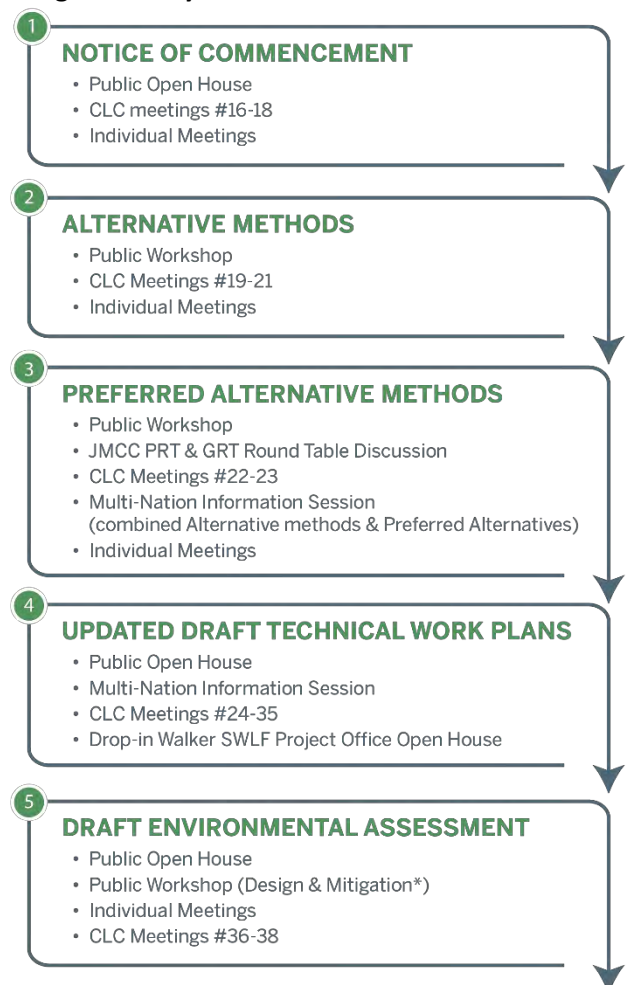 1
NOTICE OF COMMENCEMENT
• Public Open House
• CLC meetings #16-18
• Individual Meetings
2
ALTERNATIVE METHODS
• Public Workshop
• CLC Meetings #19-21
• Individual Meetings
3
PREFERRED ALTERNATIVE METHODS
• Public Workshop
• JMCC PRT & GRT Round Table Discussion
• CLC Meetings #22-23
• Multi-Nation Information Session
(combined Alternative methods & Preferred Alternatives)
• Individual Meetings
4
UPDATED DRAFT TECHNICAL WORK PLANS
• Public Open House
• Multi-Nation Information Session
• CLC Meetings #24-35
• Drop-in Walker SWLF Project Office Open House
5
DRAFT ENVIRONMENTAL ASSESSMENT
• Public Open House
• Public Workshop (Design & Mitigation*)
• Individual Meetings
• CLC Meetings #36-38